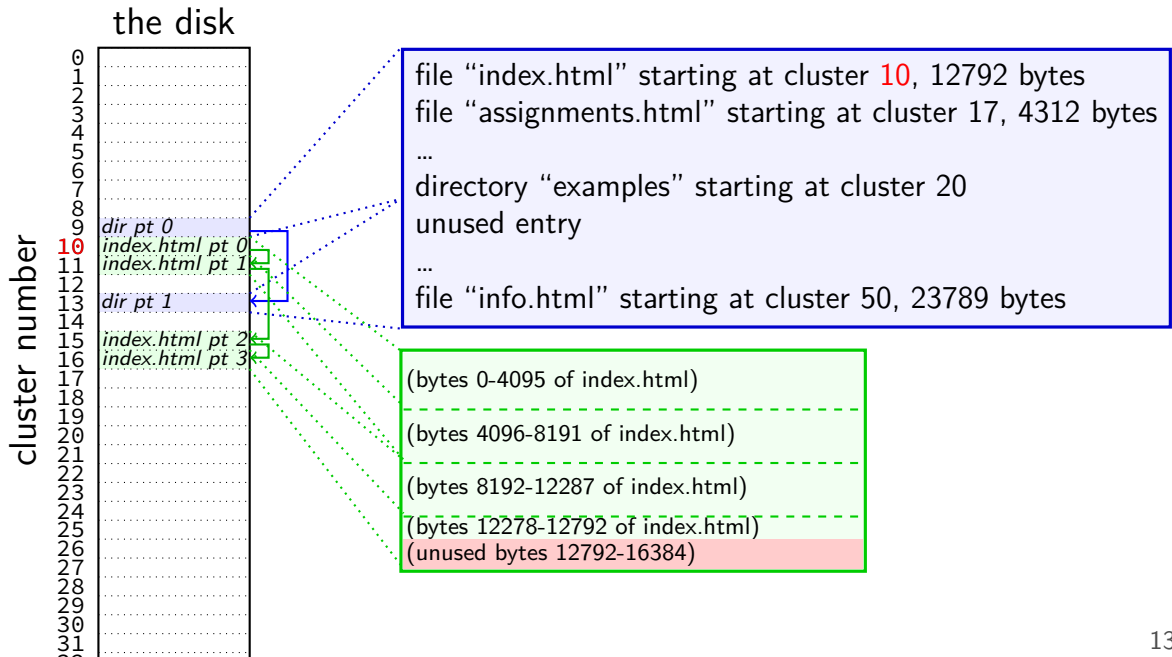 the disk
cluster number
0
1
2
3
4
5
6
7
8
9
10
11
12
13
14
15
16
17
18
19
20
21
22
23
24
25
26
27
28
29
30
31
dir pt 0
index.html pt 0
index.html pt 1
dir pt 1
index.html pt 2
index.html pt 3
file “index.html” starting at cluster 10, 12792 bytes
file “assignments.html” starting at cluster 17, 4312 bytes
…
directory “examples” starting at cluster 20
unused entry
…
file “info.html” starting at cluster 50, 23789 bytes
(bytes 0-4095 of index.html)
(bytes 4096-8191 of index.html)
(bytes 8192-12287 of index.html)
(bytes 12278-12792 of index.html)
(unused bytes 12792-16384)
13